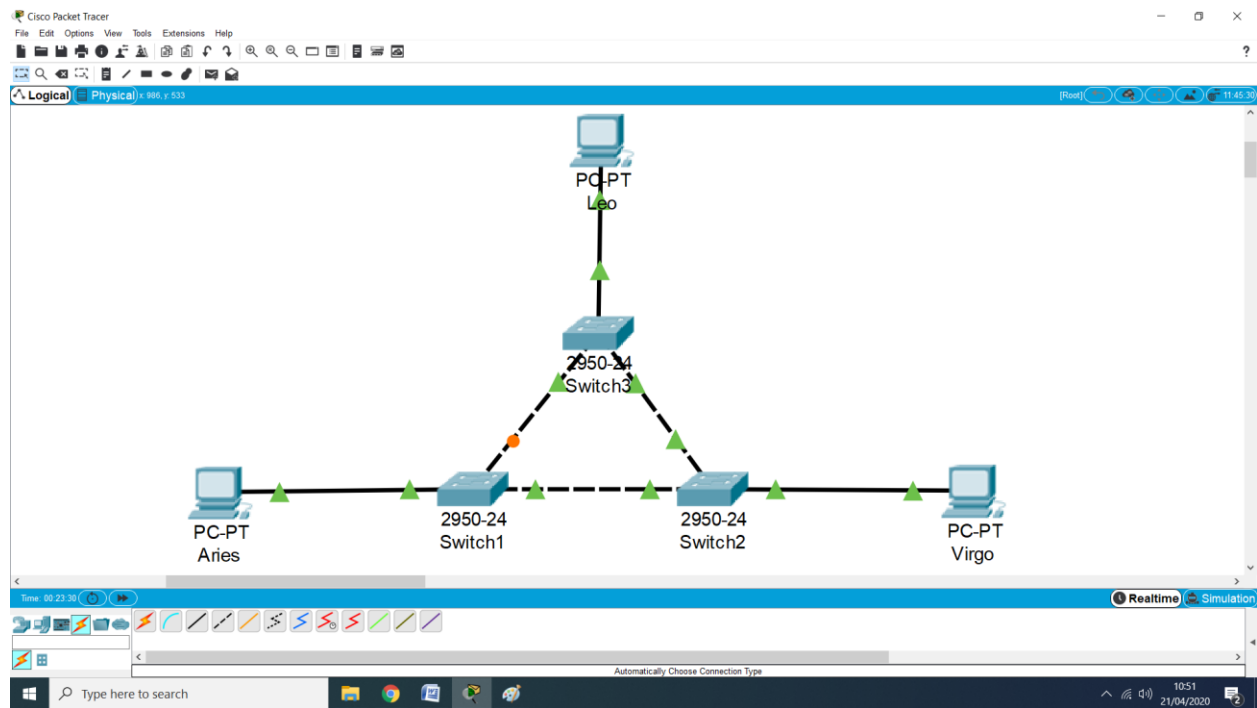 Cisco Packet Tracer
File Edit Options View Tools Extensions Help
?
Logical Physical x: 986, y: 533 [Root] 11:45:30
PC-PT
Leo
2950-24
Switch3
2950-24
Switch1
2950-24
Switch2
PC-PT
Aries
PC-PT
Virgo
Time: 00:23:30 Realtime Simulation
Automatically Choose Connection Type
Type here to search
10:51
21/04/2020
2